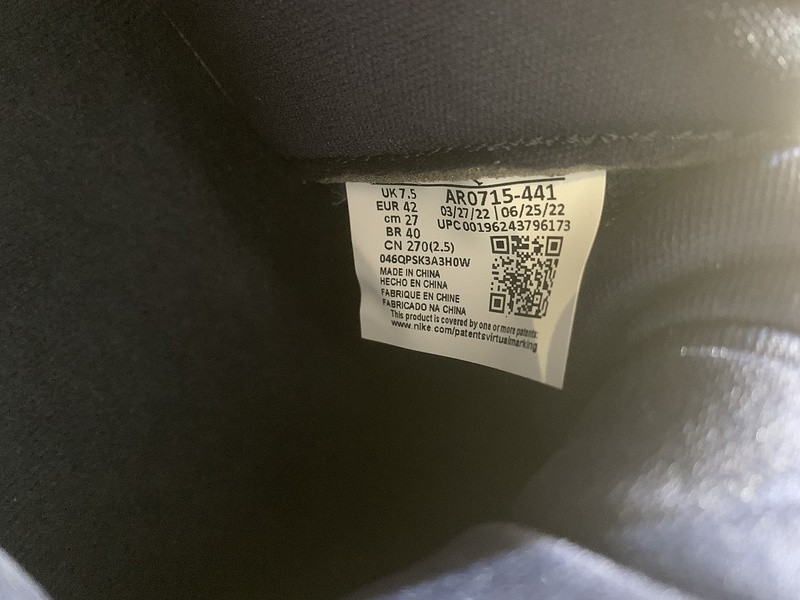 UK 7.5
EUR 42
cm 27
BR 40
CN 270(2.5)
AR0715-441
03/27/22 | 06/25/22
UPC00196243796173
046QPSK3A3H0W
MADE IN CHINA
HECHO EN CHINA
FABRIQUE EN CHINE
FABRICADO NA CHINA
This product is covered by one or more patents:
www.nike.com/patentsvirtualmarking